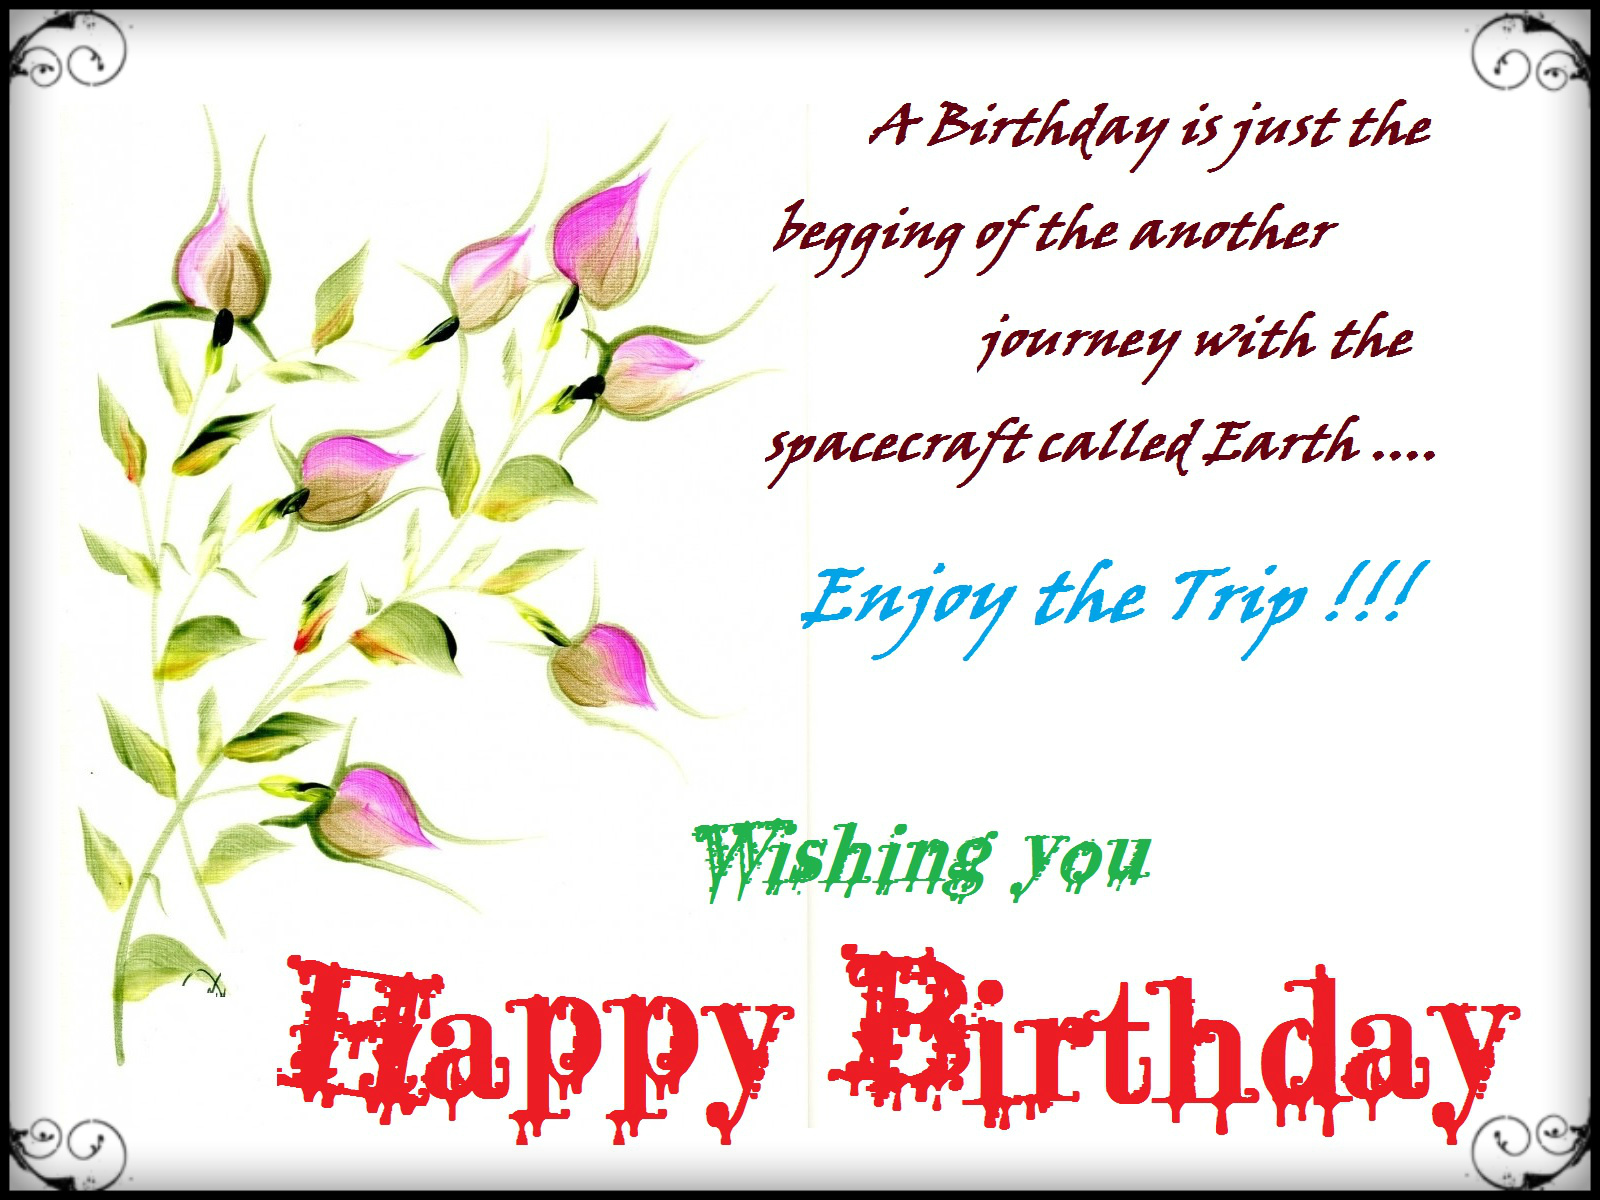 A Birthday is just the
begging of the another
journey with the
spacecraft called Earth ....
Enjoy the Trip !!!
Wishing you
Happy Birthday